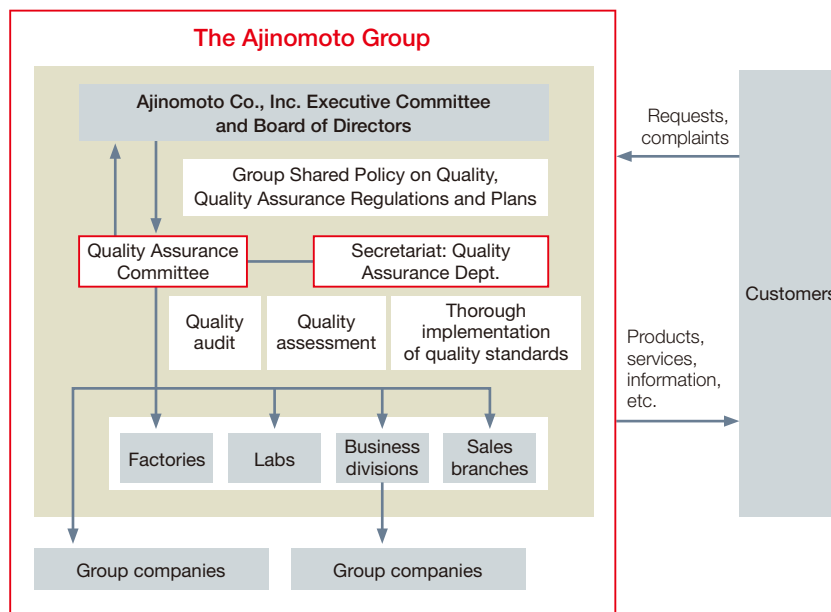 The Ajinomoto Group
Ajinomoto Co., Inc. Executive Committee
and Board of Directors
Group Shared Policy on Quality,
Quality Assurance Regulations and Plans
Quality Assurance
Committee
Secretariat: Quality
Assurance Dept.
Quality
audit
Quality
assessment
Thorough
implementation
of quality standards
Factories
Labs
Business
divisions
Sales
branches
Group companies
Group companies
Requests,
complaints
Products,
services,
information,
etc.
Customers